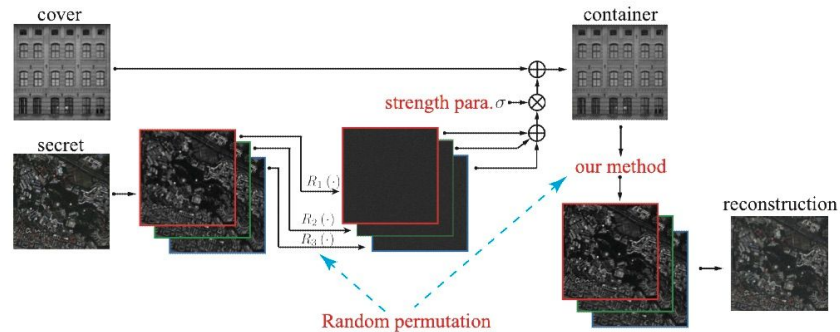 cover
container
strength para. σ
secret
our method
R₁ (·)
reconstruction
R₂ (·)
R₃ (·)
Random permutation